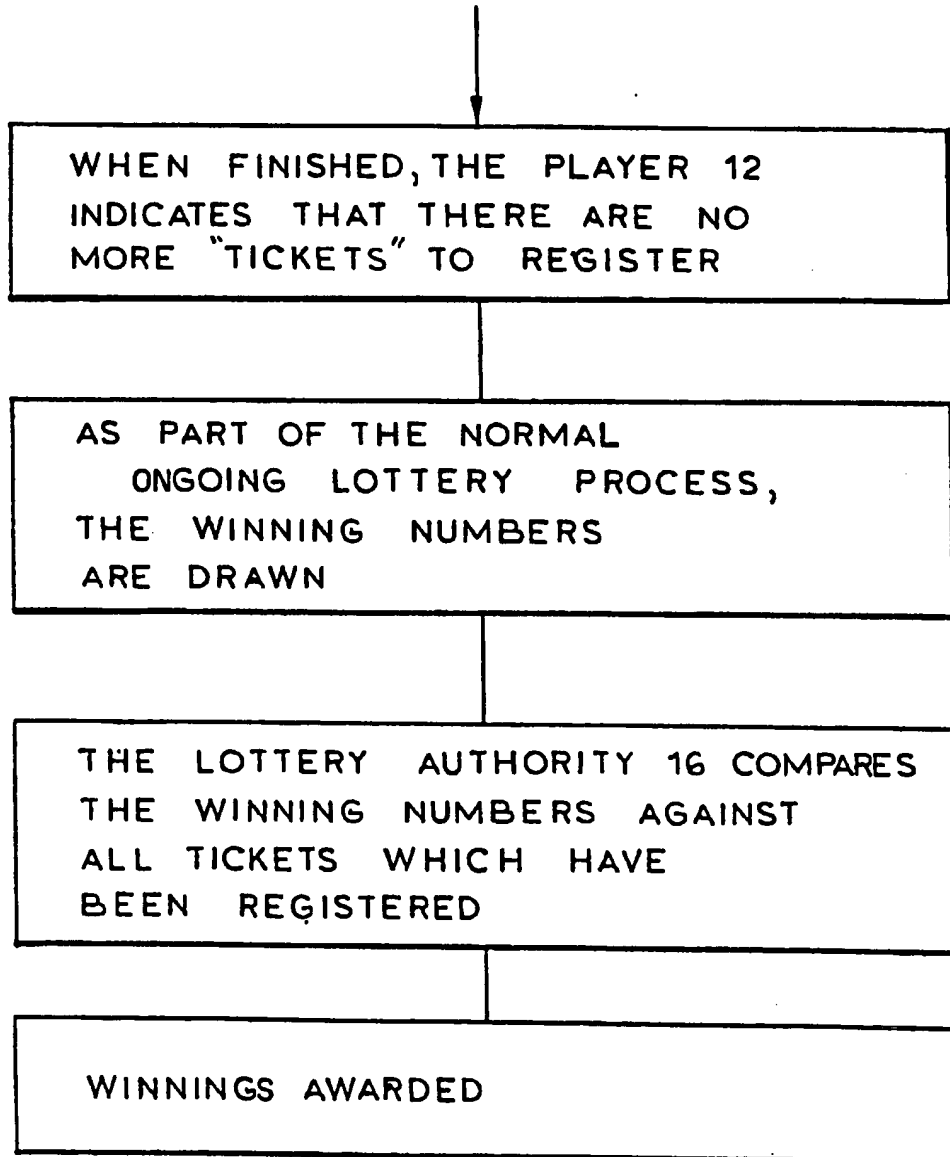 WHEN FINISHED, THE PLAYER 12
INDICATES THAT THERE ARE NO
MORE "TICKETS" TO REGISTER
AS PART OF THE NORMAL
ONGOING LOTTERY PROCESS,
THE WINNING NUMBERS
ARE DRAWN
THE LOTTERY AUTHORITY 16 COMPARES
THE WINNING NUMBERS AGAINST
ALL TICKETS WHICH HAVE
BEEN REGISTERED
WINNINGS AWARDED